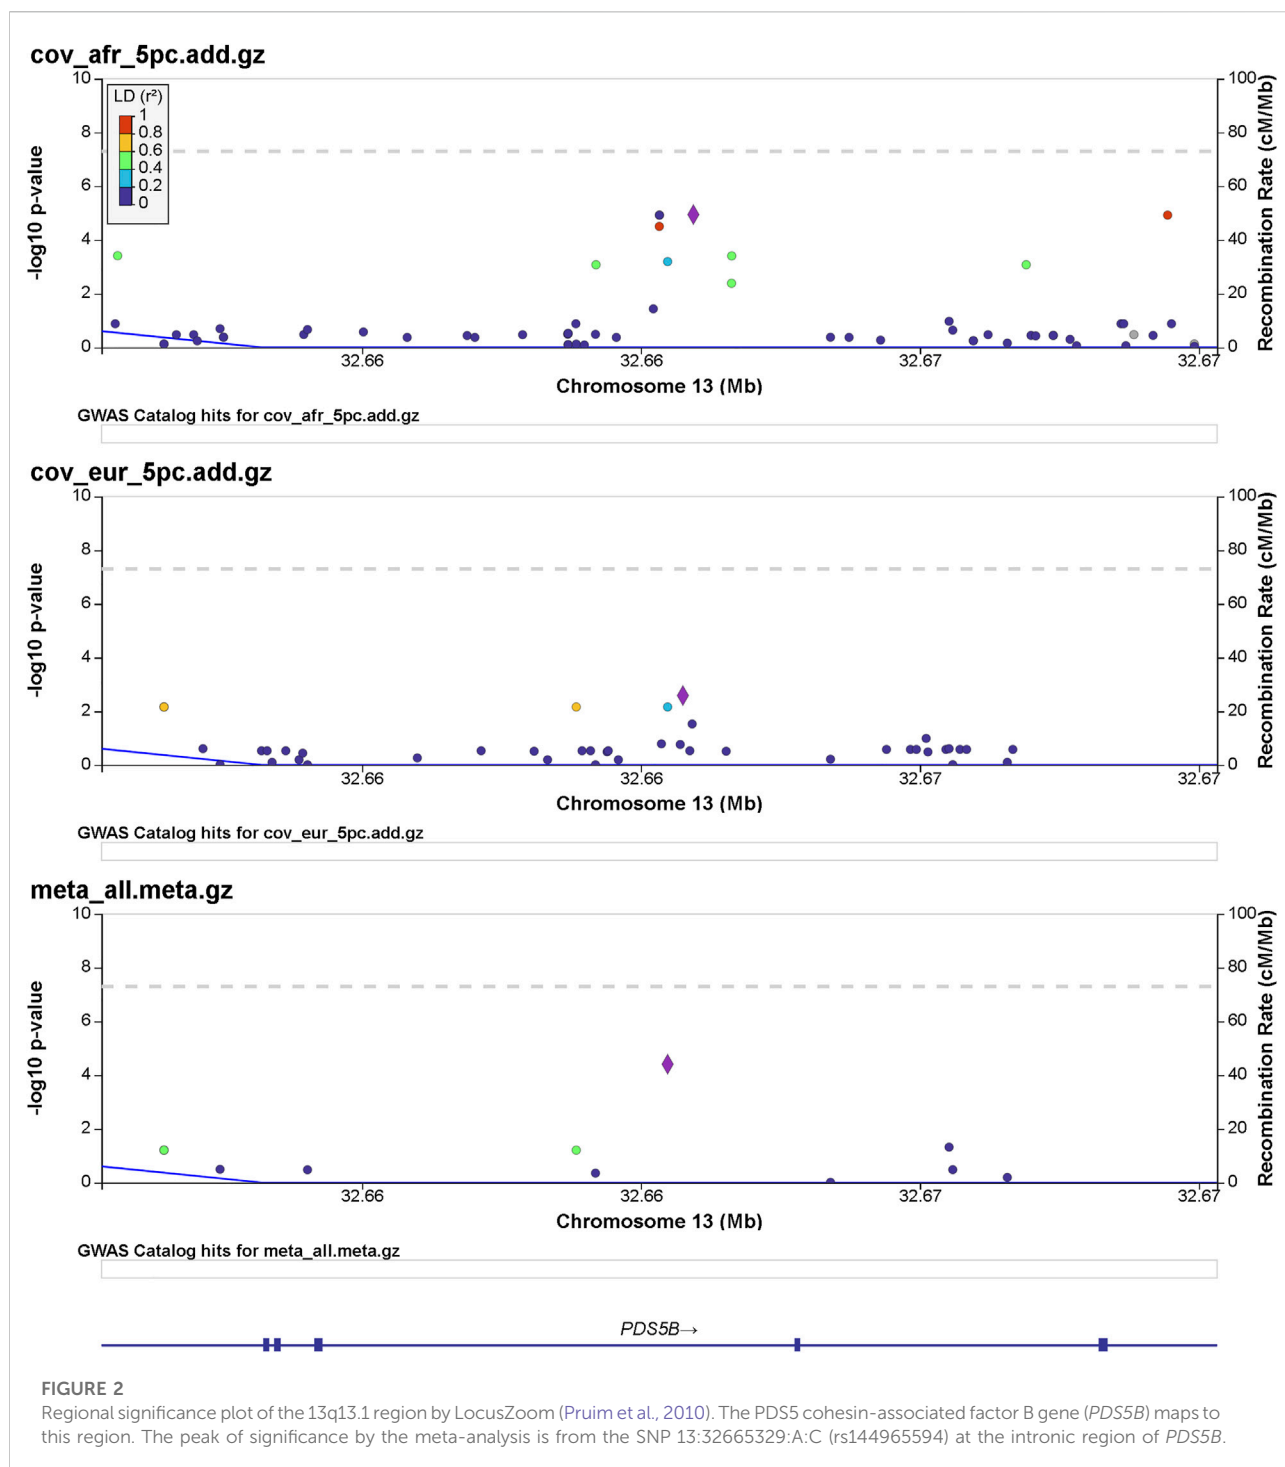 cov_afr_5pc.add.gz
10
8
6
4
2
0
-log10 p-value
LD (r²)
1
0.8
0.6
0.4
0.2
0
100
80
60
40
20
0
Recombination Rate (cM/Mb)
32.66
32.66
32.67
32.67
Chromosome 13 (Mb)
GWAS Catalog hits for cov_afr_5pc.add.gz
cov_eur_5pc.add.gz
10
8
6
4
2
0
-log10 p-value
100
80
60
40
20
0
Recombination Rate (cM/Mb)
32.66
32.66
32.67
32.67
Chromosome 13 (Mb)
GWAS Catalog hits for cov_eur_5pc.add.gz
meta_all.meta.gz
10
8
6
4
2
0
-log10 p-value
100
80
60
40
20
0
Recombination Rate (cM/Mb)
32.66
32.66
32.67
32.67
Chromosome 13 (Mb)
GWAS Catalog hits for meta_all.meta.gz
PDS5B→
FIGURE 2
Regional significance plot of the 13q13.1 region by LocusZoom (Pruim et al., 2010). The PDS5 cohesin-associated factor B gene (PDS5B) maps to
this region. The peak of significance by the meta-analysis is from the SNP 13:32665329:A:C (rs144965594) at the intronic region of PDS5B.